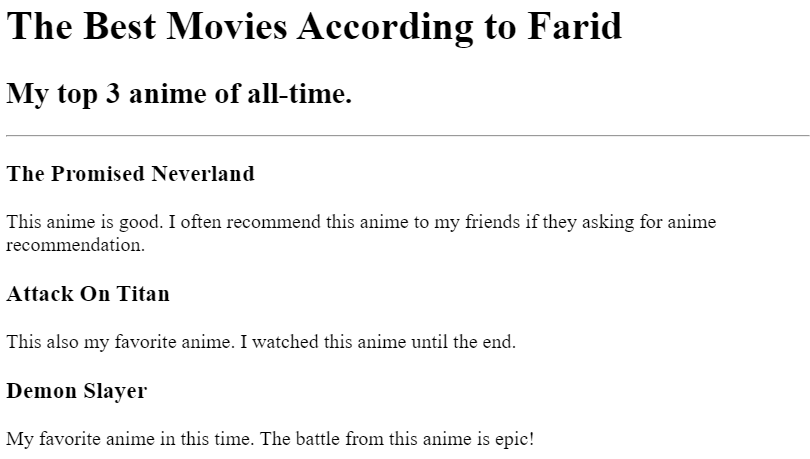 The Best Movies According to Farid
My top 3 anime of all-time.
The Promised Neverland
This anime is good. I often recommend this anime to my friends if they asking for anime
recommendation.
Attack On Titan
This also my favorite anime. I watched this anime until the end.
Demon Slayer
My favorite anime in this time. The battle from this anime is epic!